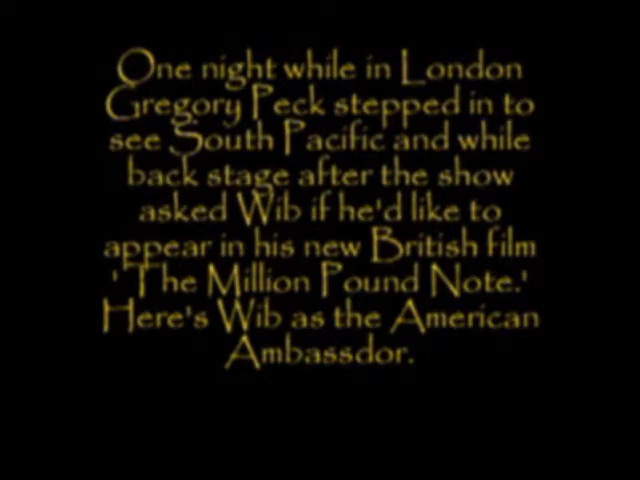 One night while in London
Gregory Peck stepped in to
see South Pacific and while
back stage after the show
asked Wib if he'd like to
appear in his new British film
'The Million Pound Note.'
Here's Wib as the American
Ambassdor.